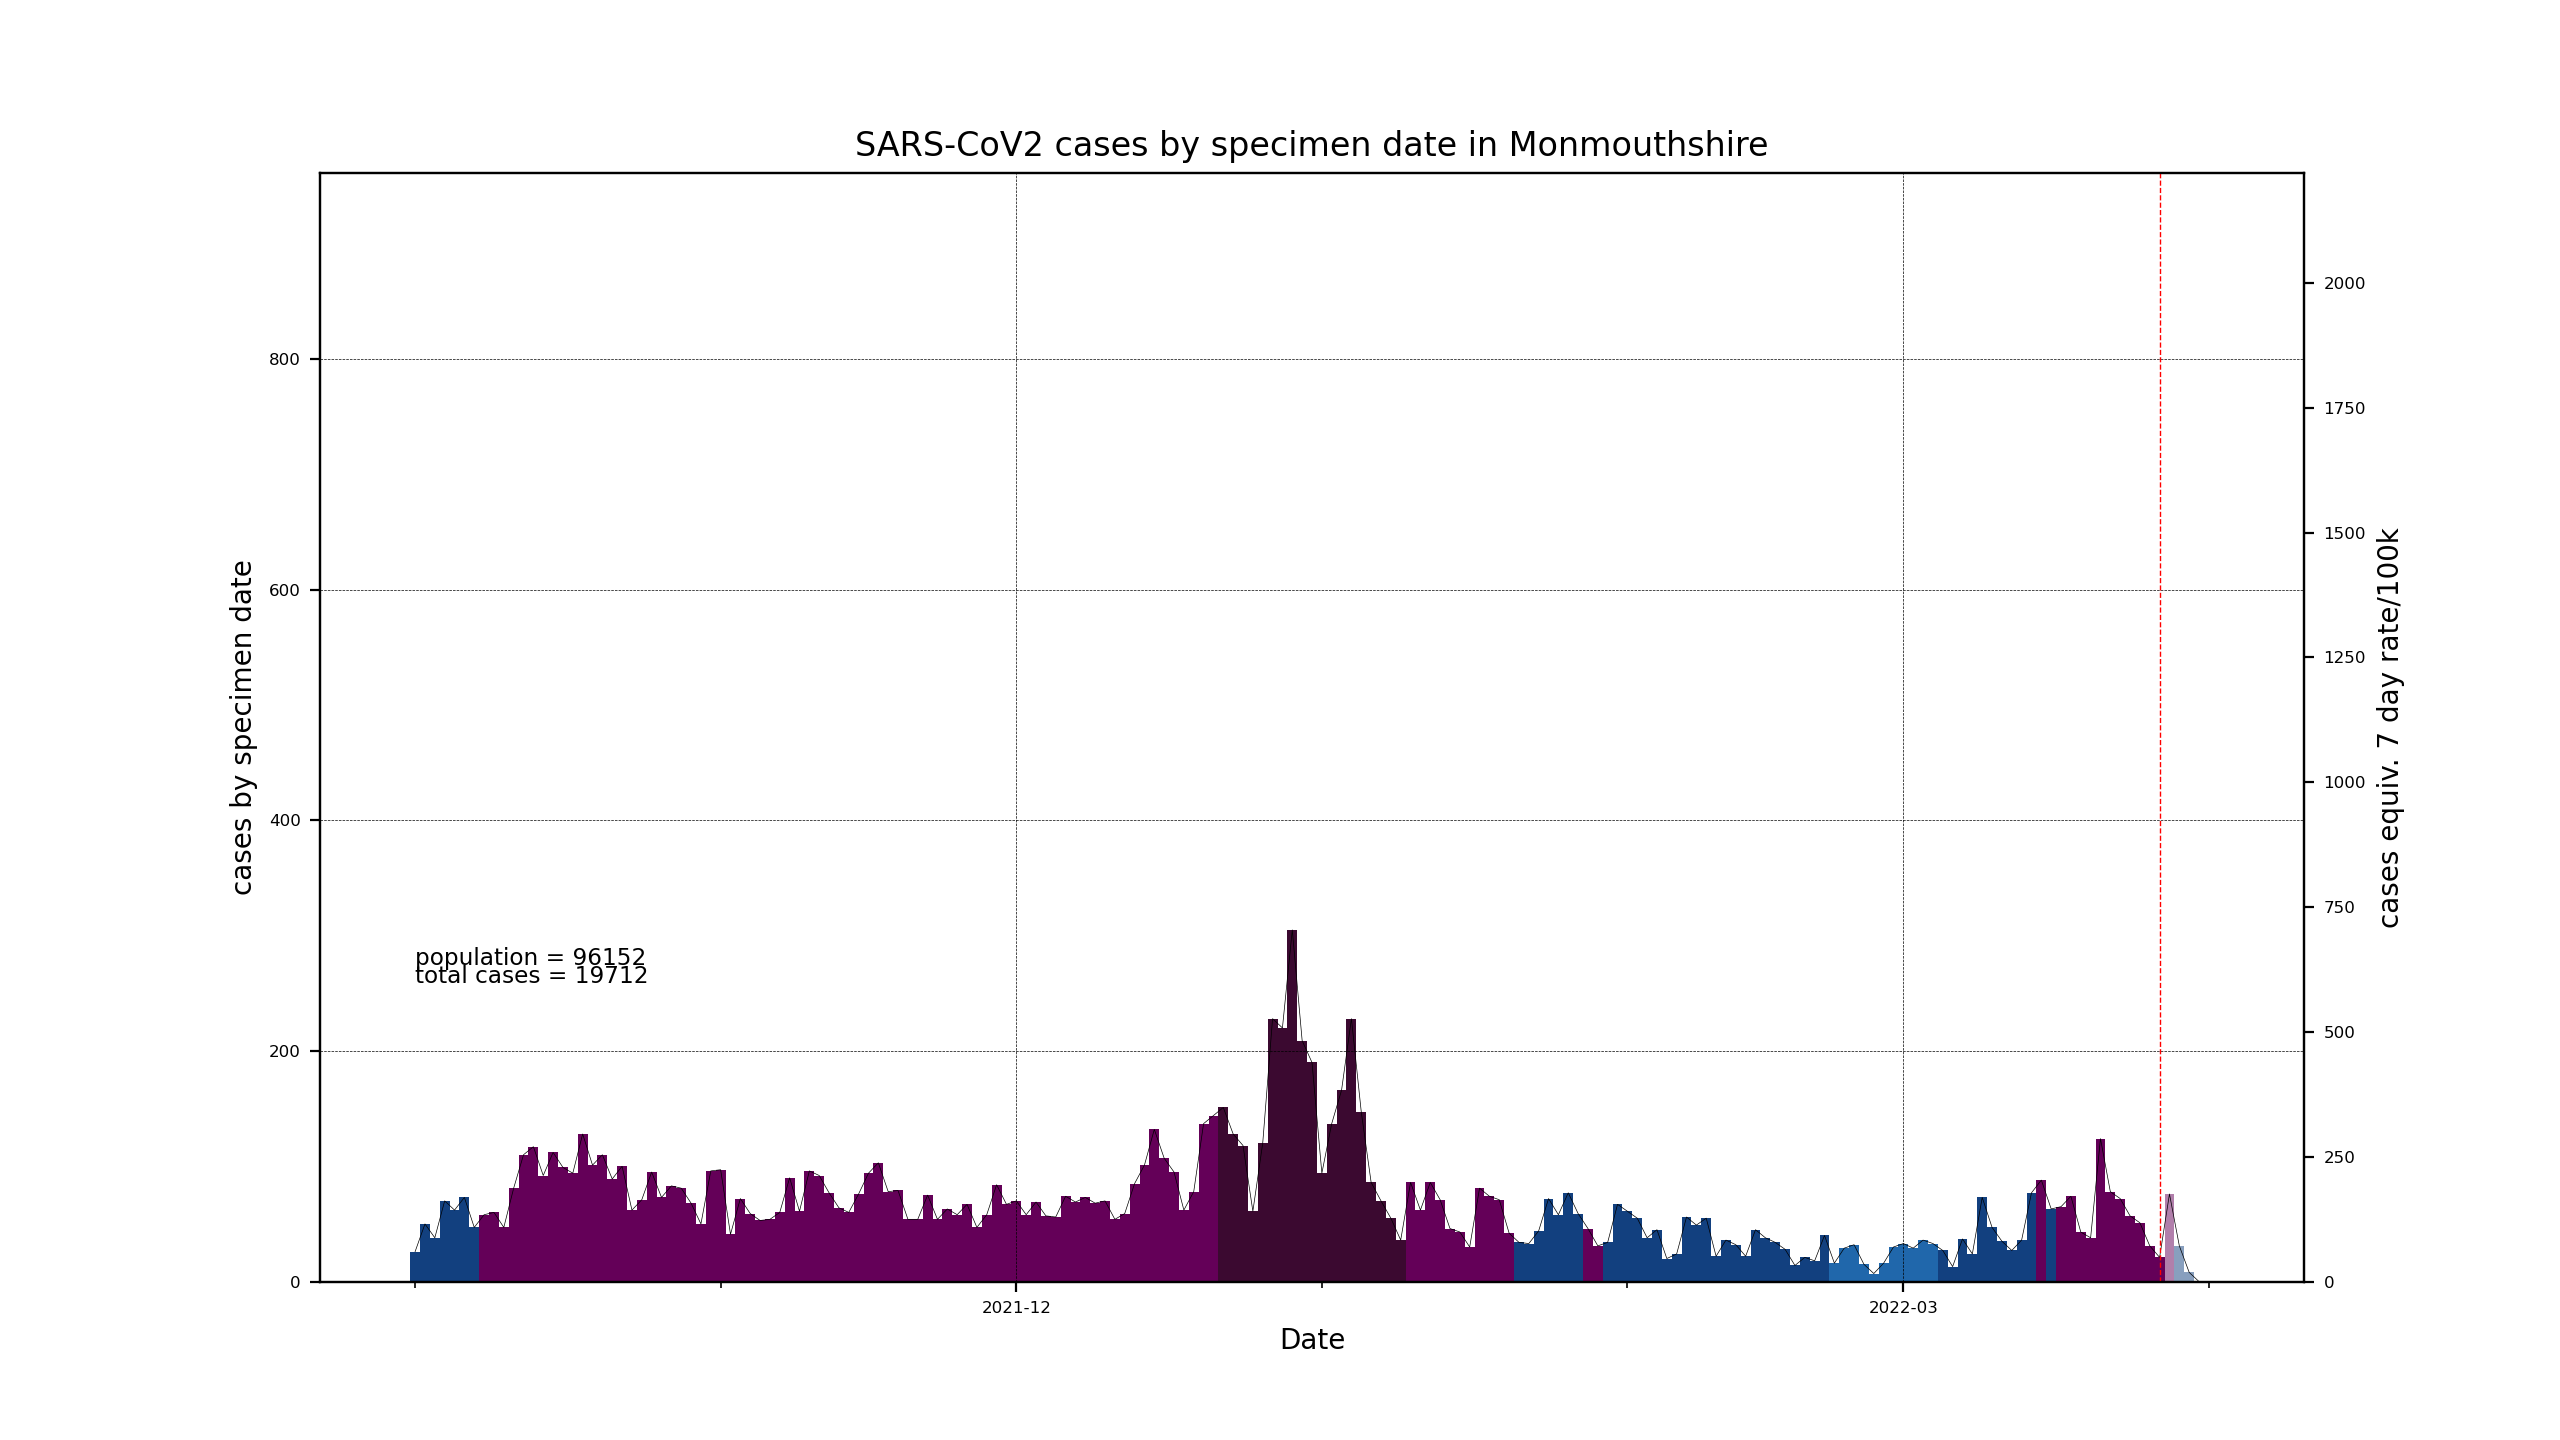 SARS-CoV2 cases by specimen date in Monmouthshire
cases by specimen date
800
600
400
200
0
population = 96152
total cases = 19712
2000
1750
1500
1250
1000
750
500
250
0
cases equiv. 7 day rate/100k
2021-12
2022-03
Date